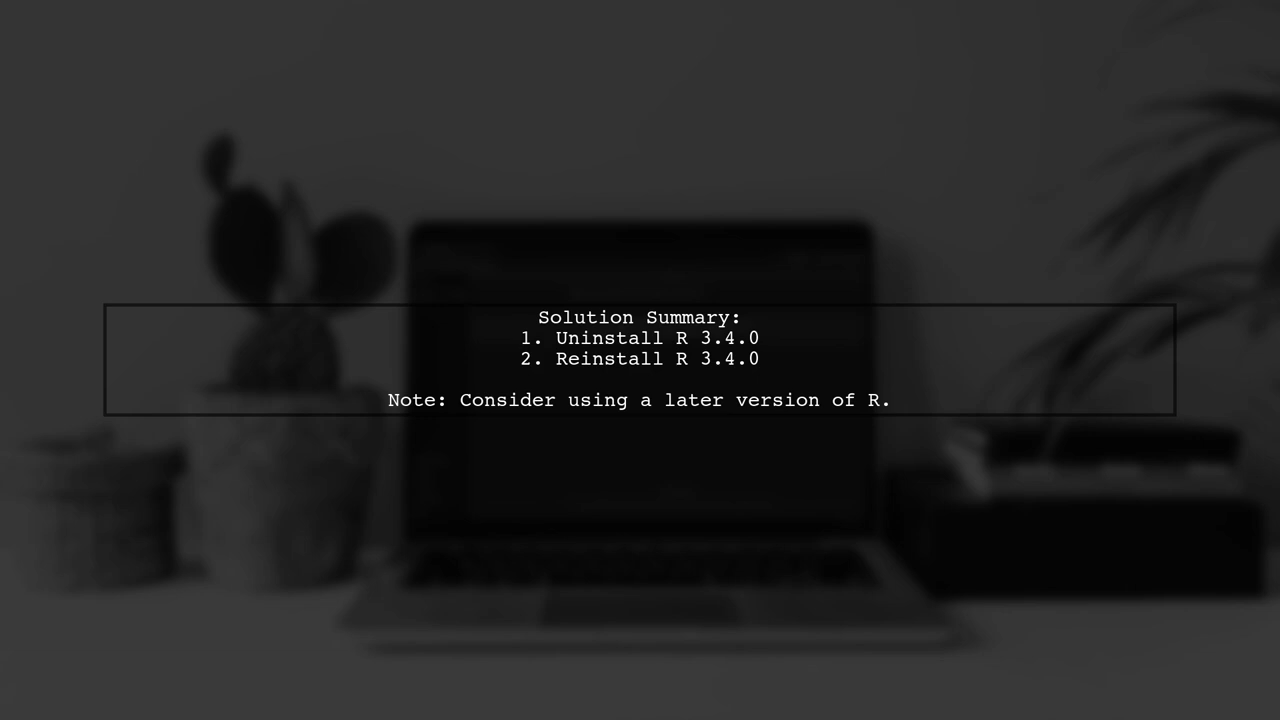 Solution Summary:
1. Uninstall R 3.4.0
2. Reinstall R 3.4.0
Note: Consider using a later version of R.